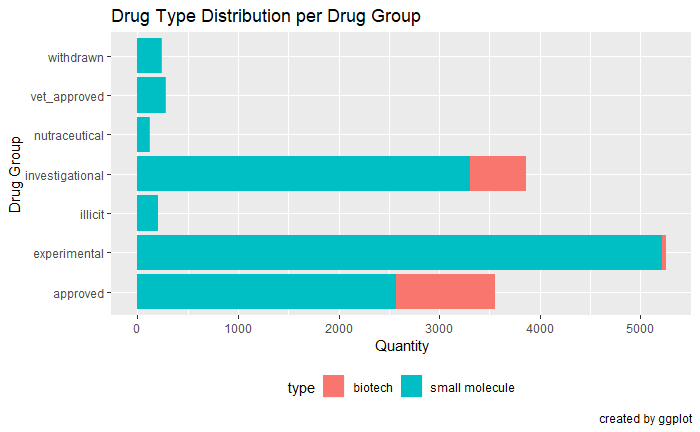 Drug Type Distribution per Drug Group
withdrawn
vet_approved
nutraceutical
investigational
illicit
experimental
approved
Drug Group
0 1000 2000 3000 4000 5000
Quantity
type biotech small molecule
created by ggplot